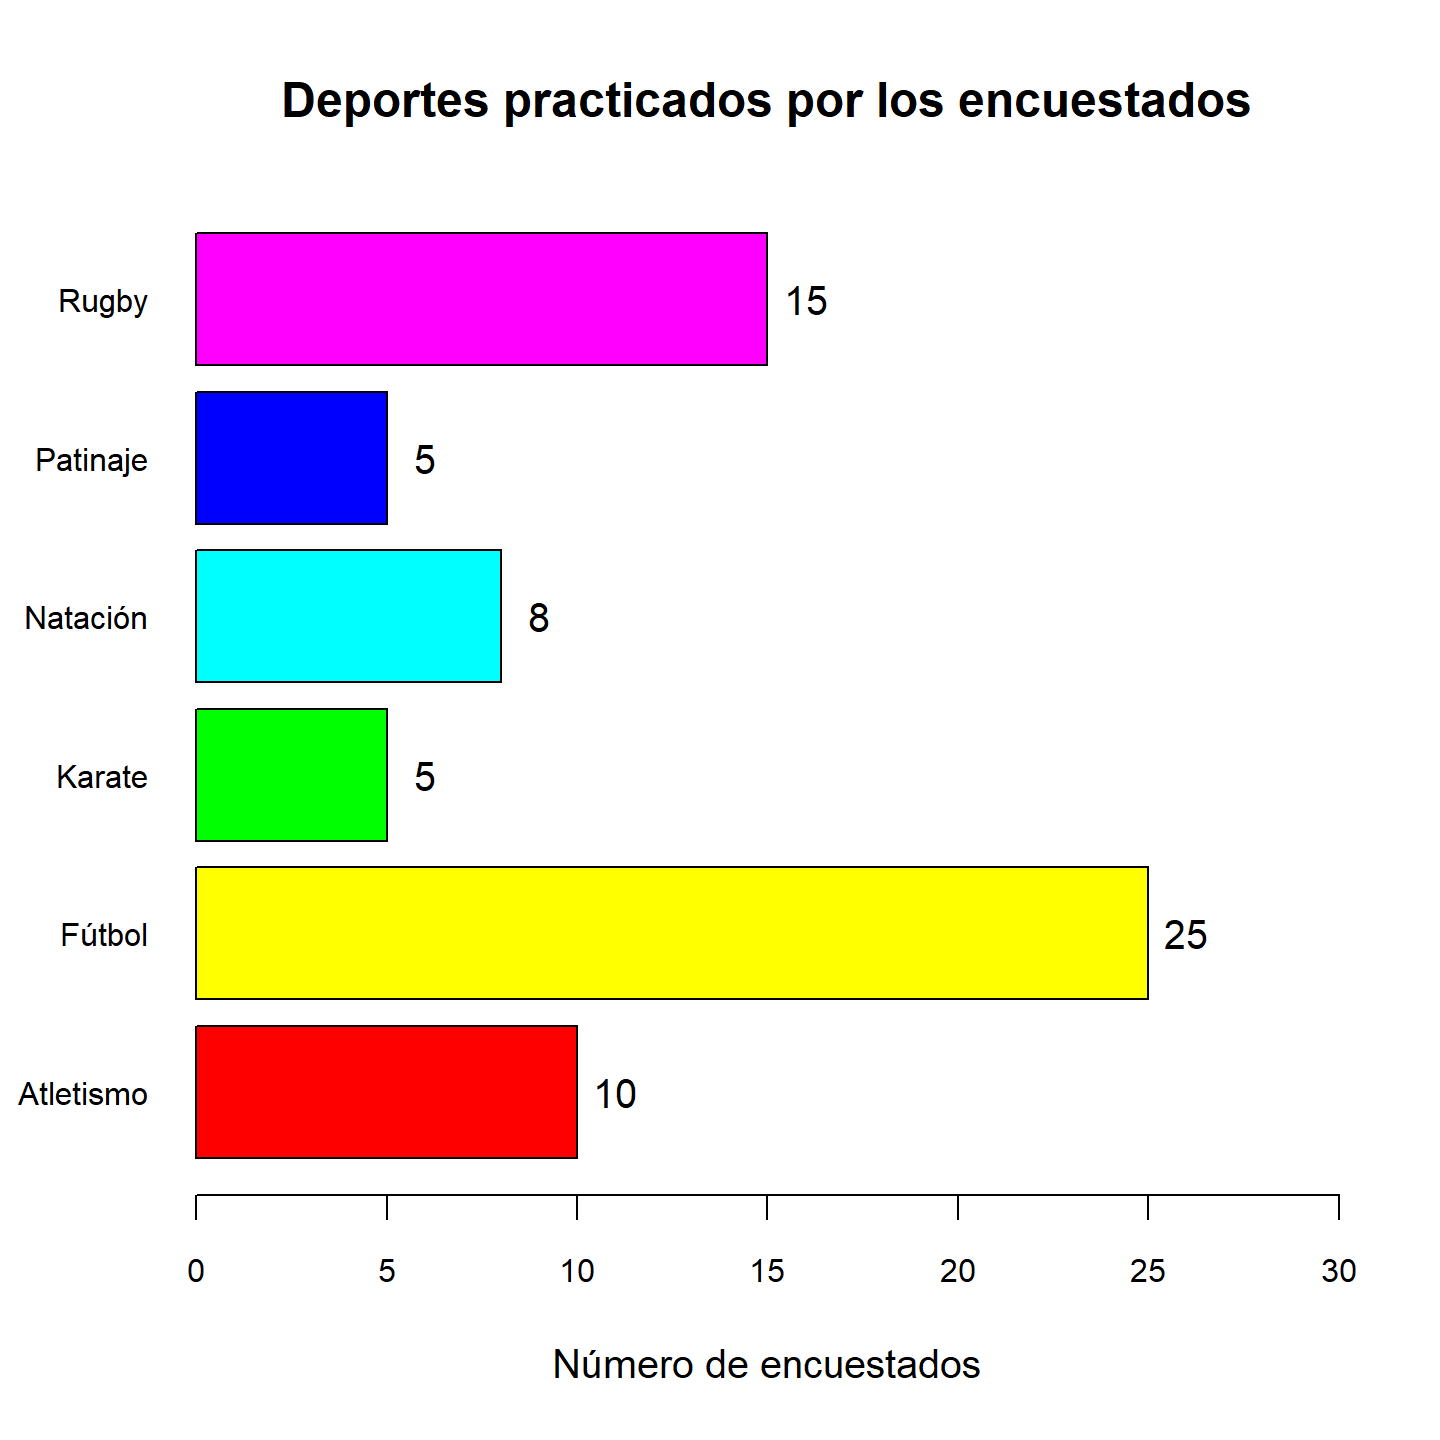 Deportes practicados por los encuestados
Rugby 15
Patinaje 5
Natación 8
Karate 5
Fútbol 25
Atletismo 10
0 5 10 15 20 25 30
Número de encuestados